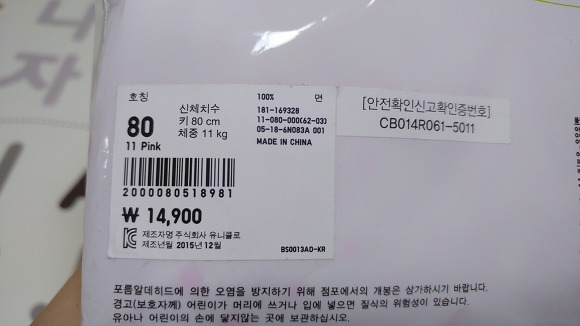 나
자
호칭
80
11 Pink
신체치수
키 80 cm
체중 11 kg
100% 면
181-169328
11-080-000(62-03)
05-18-6N083A 001
MADE IN CHINA
2000080518981
₩ 14,900
제조자명 주식회사 유니클로
제조년월 2015년 12월
BS0013AD-KR
[안전확인신고확인증번호]
CB014R061-5011
포름알데히드에 의한 오염을 방지하기 위해 점포에서의 개봉은 삼가하시기 바랍니다.
경고(보호자께) 어린이가 머리에 쓰거나 입에 넣으면 질식의 위험성이 있습니다.
유아나 어린이의 손에 닿지않는 곳에 보관하십시오.